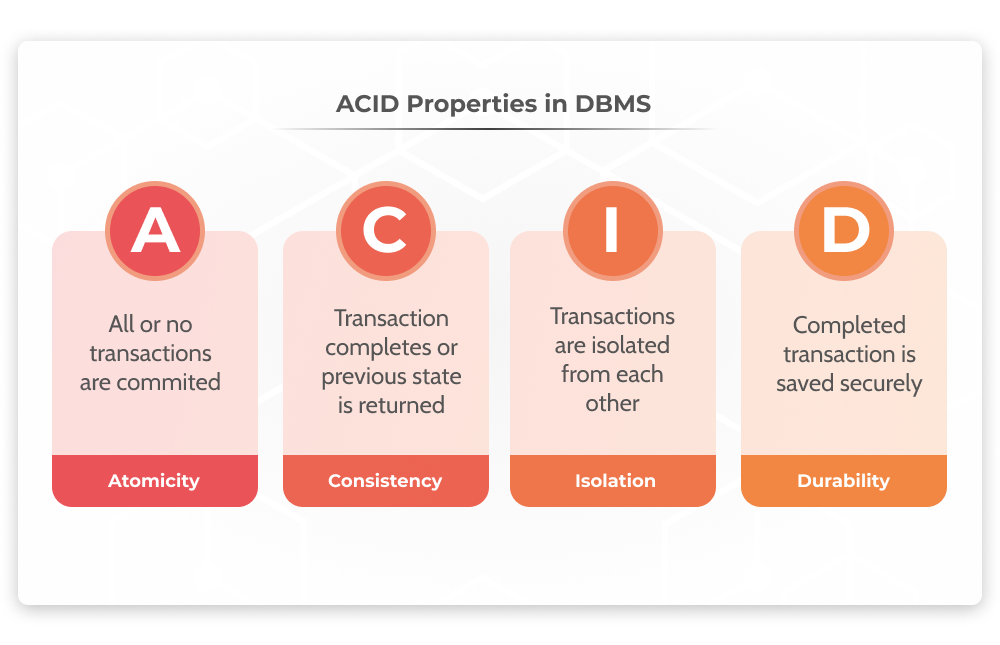 ACID Properties in DBMS
A
All or no
transactions
are commited
Atomicity
C
Transaction
completes or
previous state
is returned
Consistency
I
Transactions
are isolated
from each
other
Isolation
D
Completed
transaction is
saved securely
Durability